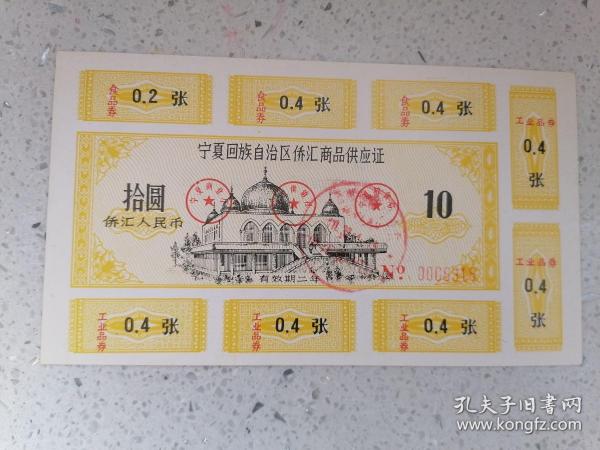 食品券 0.2 张
食品券 0.4 张
食品券 0.4 张
工业品券 0.4 张
宁夏回族自治区侨汇商品供应证
拾圆
10
侨汇人民币
有效期二年
No
工业品券 0.4 张
工业品券 0.4 张
工业品券 0.4 张
工业品券 0.4 张
孔夫子旧书网
www.kongfz.com